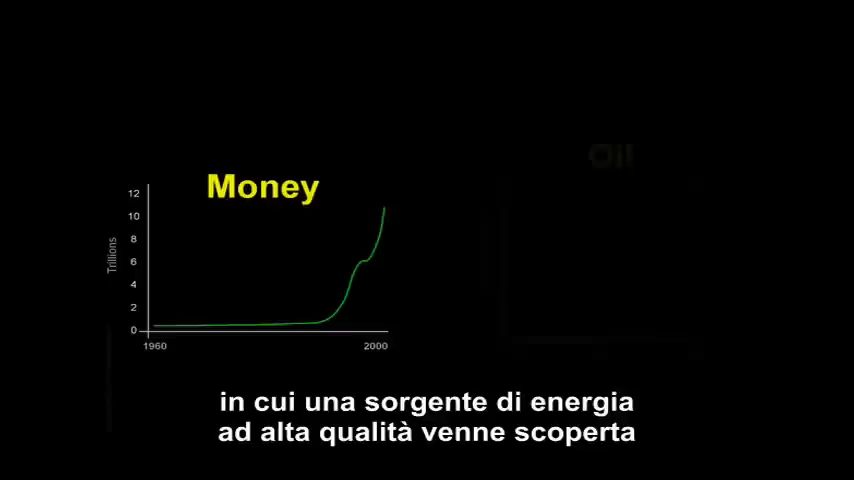 Oil
Money
12
10
8
6
4
2
0
Trillions
1960
2000
in cui una sorgente di energia
ad alta qualità venne scoperta